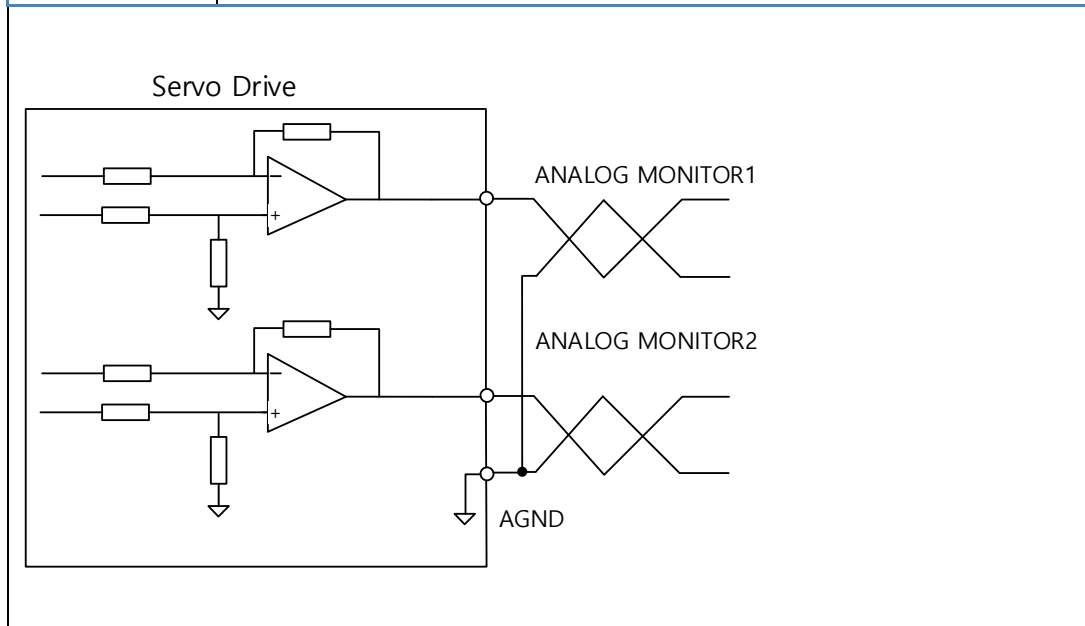 Servo Drive
ANALOG MONITOR1
−
+
ANALOG MONITOR2
−
+
AGND